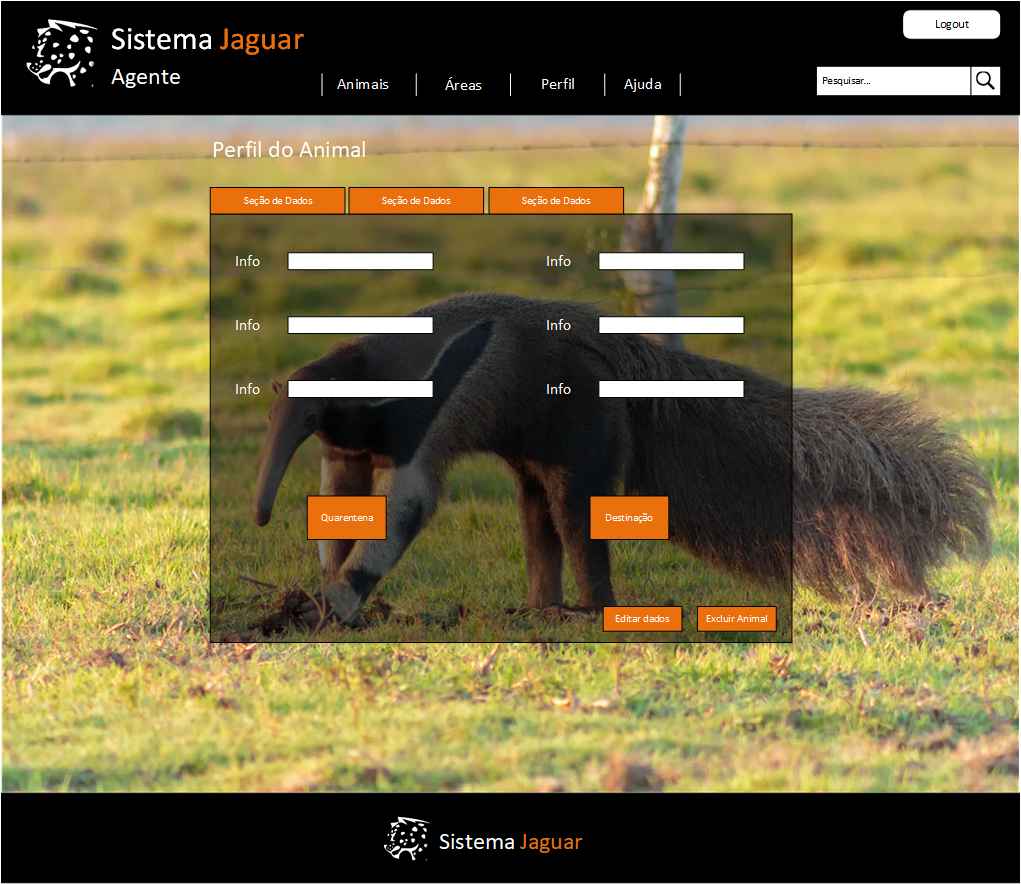 Logout
Sistema Jaguar
Agente
Animais
Áreas
Perfil
Ajuda
Pesquisar...
Perfil do Animal
Seção de Dados
Seção de Dados
Seção de Dados
Info
Info
Info
Info
Info
Info
Quarentena
Destinação
Editar dados
Excluir Animal
Sistema Jaguar